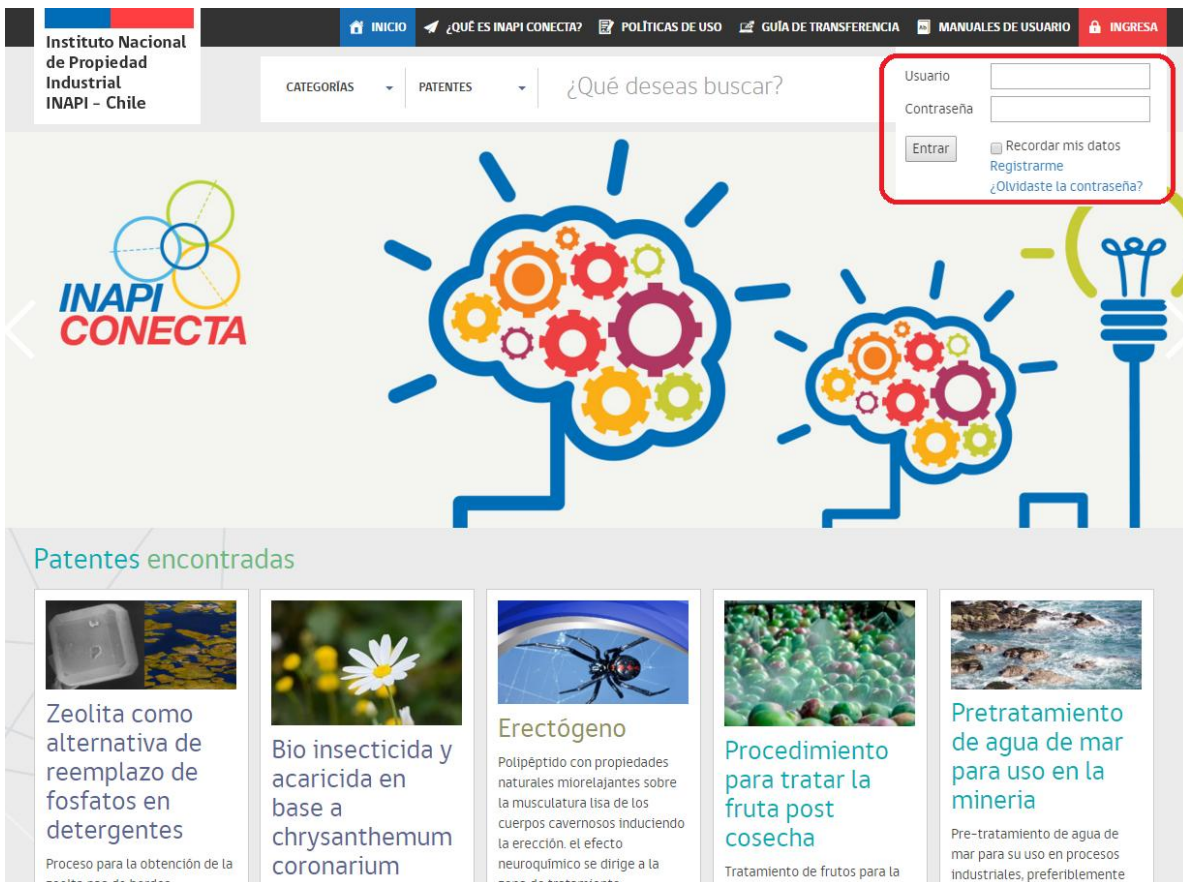 Instituto Nacional
de Propiedad
Industrial
INAPI - Chile
INICIO ¿QUÉ ES INAPI CONECTA? POLÍTICAS DE USO GUÍA DE TRANSFERENCIA MANUALES DE USUARIO INGRESA
CATEGORÍAS PATENTES ¿Qué deseas buscar?
Usuario
Contraseña
Entrar Recordar mis datos
Registrarme
¿Olvidaste la contraseña?
INAPI
CONECTA
Patentes encontradas
Zeolita como
alternativa de
reemplazo de
fosfatos en
detergentes
Proceso para la obtención de la
Bio insecticida y
acaricida en
base a
chrysanthemum
coronarium
Erectógeno
Polipéptido con propiedades
naturales miorelajantes sobre
la musculatura lisa de los
cuerpos cavernosos induciendo
la erección. el efecto
neuroquímico se dirige a la
zona de tratamiento
Procedimiento
para tratar la
fruta post
cosecha
Tratamiento de frutos para la
Pretratamiento
de agua de mar
para uso en la
mineria
Pre-tratamiento de agua de
mar para su uso en procesos
industriales, preferiblemente